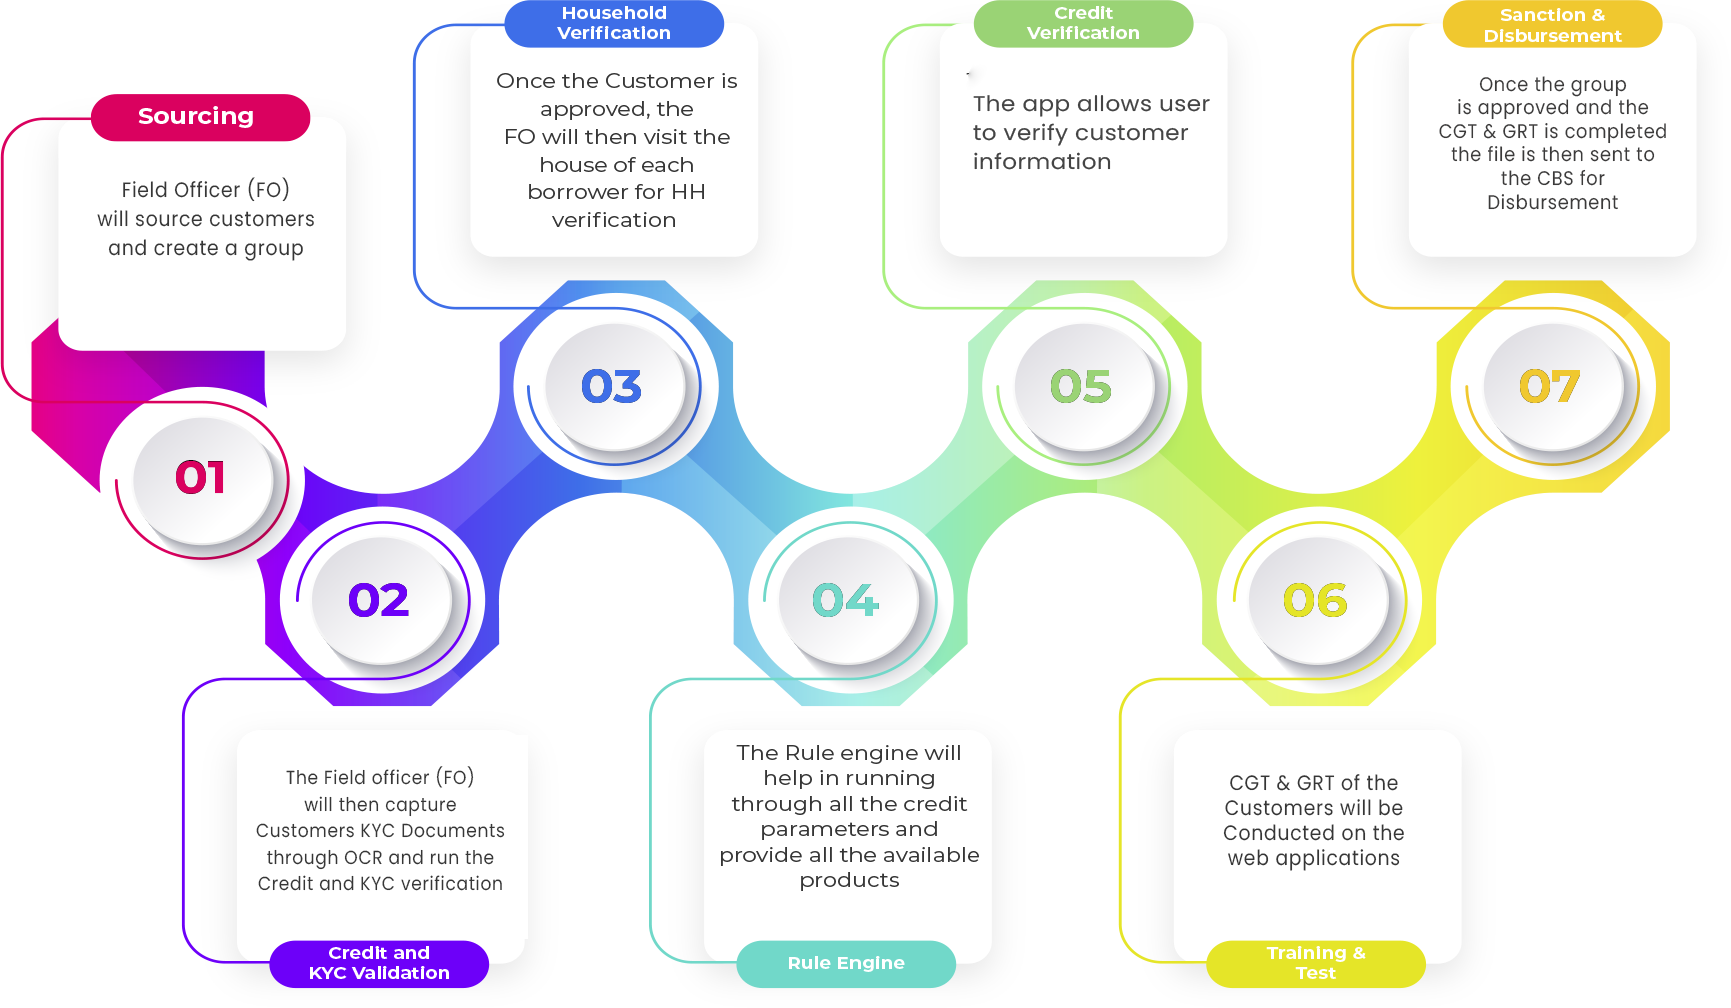 Sourcing
Field Officer (FO)
will source customers
and create a group
01
Credit and
KYC Validation
The Field officer (FO)
will then capture
Customers KYC Documents
through OCR and run the
Credit and KYC verification
02
Household
Verification
Once the Customer is
approved, the
FO will then visit the
house of each
borrower for HH
verification
03
Rule Engine
The Rule engine will
help in running
through all the credit
parameters and
provide all the available
products
04
Credit
Verification
The app allows user
to verify customer
information
05
Training &
Test
CGT & GRT of the
Customers will be
Conducted on the
web applications
06
Sanction &
Disbursement
Once the group
is approved and the
CGT & GRT is completed
the file is then sent to
the CBS for
Disbursement
07